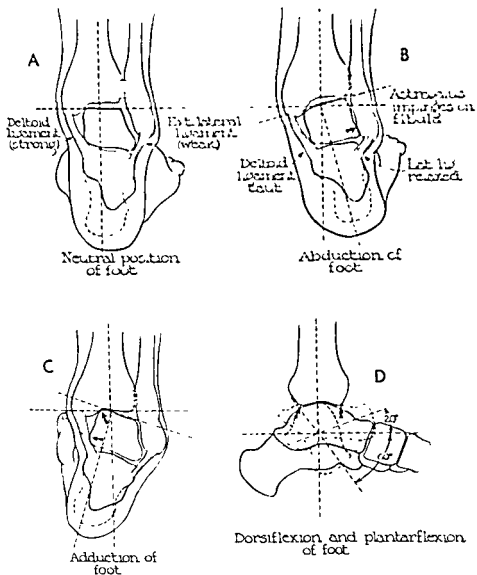 A
Deltoid
ligament
(strong)
lateral
ligament
(weak)
Neutral position
of foot
B
Astragalus
impinges on
fibula
Deltoid
ligament
taut
Lat. lig.
relaxed
Abduction of
foot
C
Adduction of
foot
D
Dorsiflexion and plantarflexion
of foot